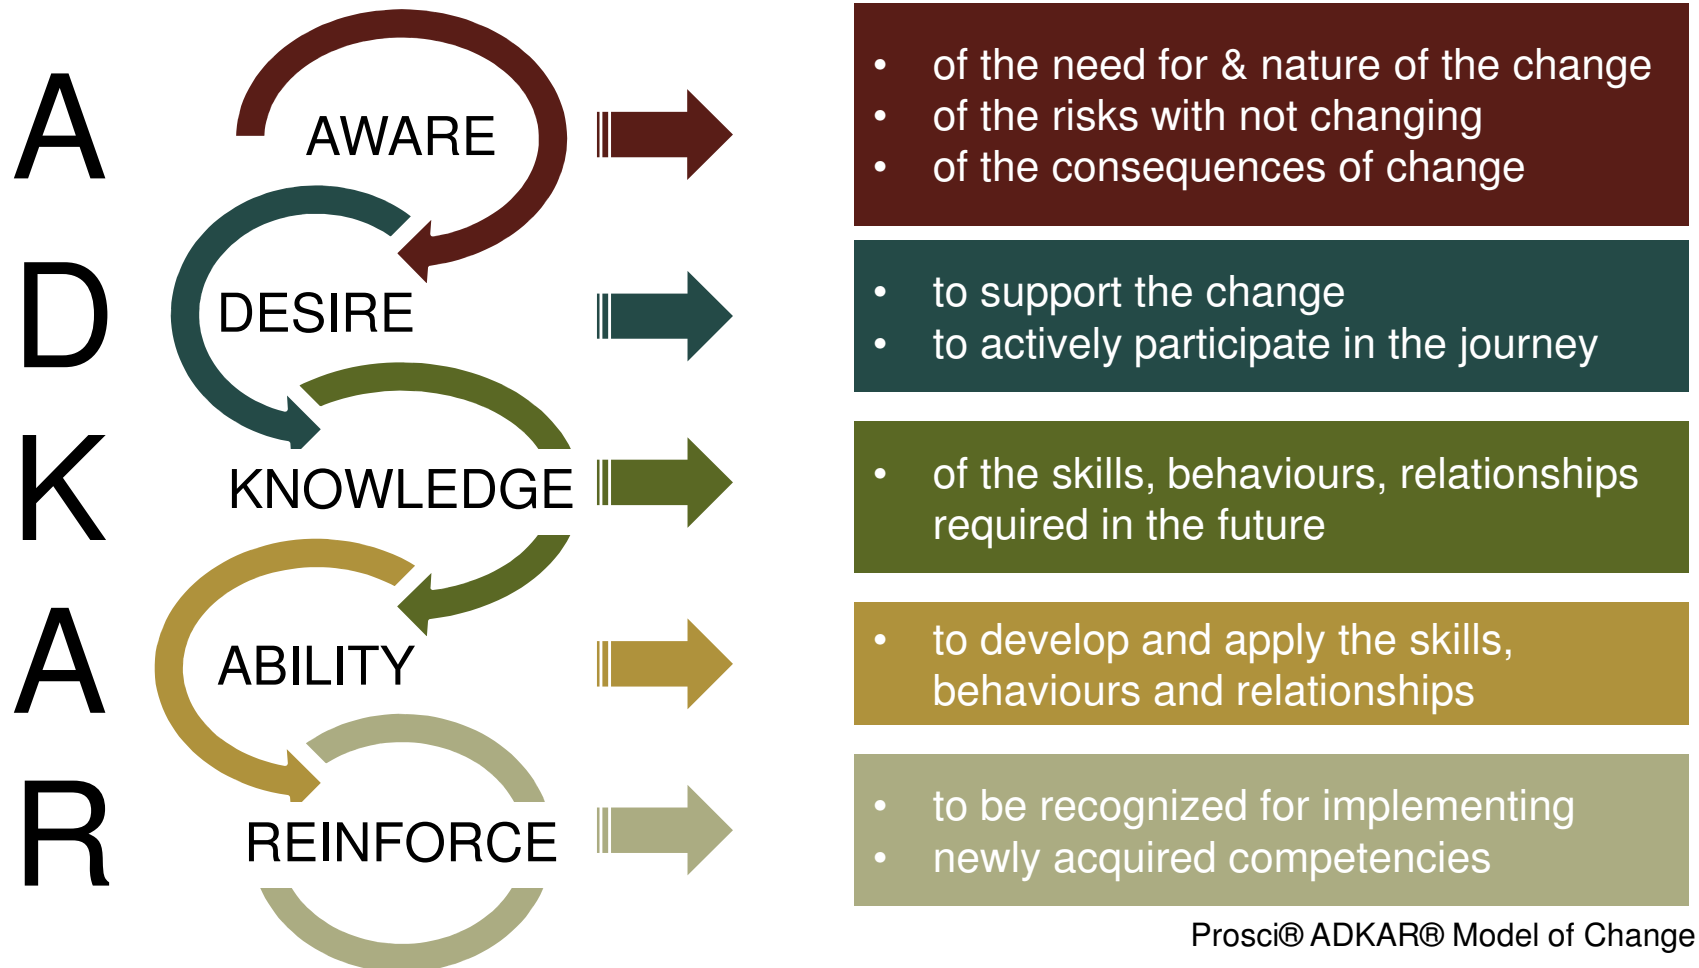 A
AWARE
• of the need for & nature of the change
• of the risks with not changing
• of the consequences of change
D
DESIRE
• to support the change
• to actively participate in the journey
K
KNOWLEDGE
• of the skills, behaviours, relationships
required in the future
A
ABILITY
• to develop and apply the skills,
behaviours and relationships
R
REINFORCE
• to be recognized for implementing
• newly acquired competencies
Prosci® ADKAR® Model of Change